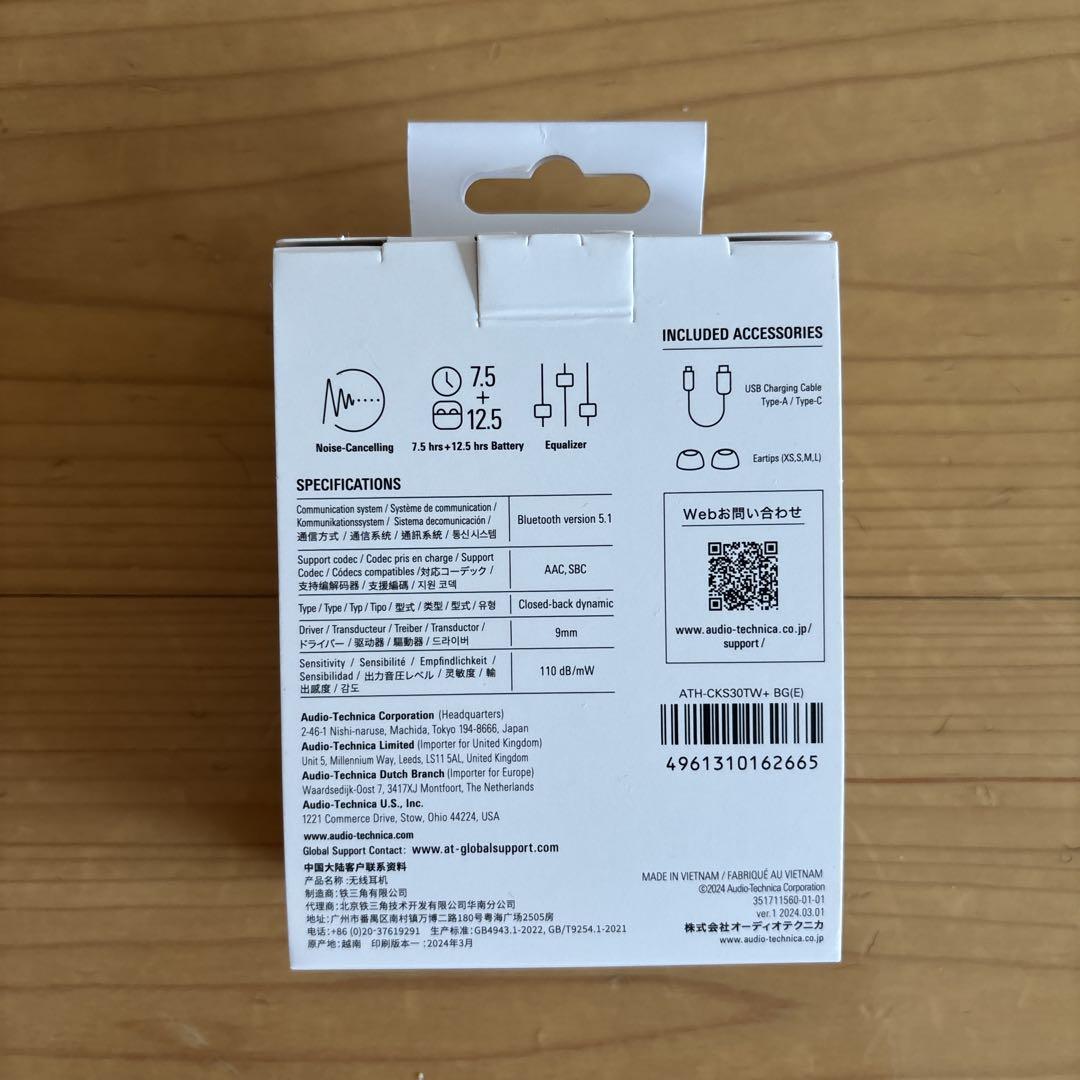 INCLUDED ACCESSORIES
USB Charging Cable
Type-A / Type-C
Eartips (XS,S,M,L)
7.5
+
12.5
Noise-Cancelling
7.5 hrs+12.5 hrs Battery
Equalizer
SPECIFICATIONS
Communication system / Système de communication /
Kommunikationssystem / Sistema decomunicación /
通信方式 / 通信系统 / 通訊系統 / 통신 시스템
Bluetooth version 5.1
Support codec / Codec pris en charge / Support
Codec / Códecs compatibles /対応コーデック /
支持编解码器 / 支援編碼 / 지원 코덱
AAC, SBC
Type / Type / Typ / Tipo / 型式 / 类型 / 型式 / 유형
Closed-back dynamic
Driver / Transducteur / Treiber / Transductor /
ドライバー / 驱动器 / 驅動器 / 드라이버
9mm
Sensitivity / Sensibilité / Empfindlichkeit /
Sensibilidad / 出力音圧レベル / 灵敏度 / 輸
出感度 / 감도
110 dB/mW
Webお問い合わせ
www.audio-technica.co.jp/
support /
ATH-CKS30TW+ BG(E)
4961310162665
Audio-Technica Corporation (Headquarters)
2-46-1 Nishi-naruse, Machida, Tokyo 194-8666, Japan
Audio-Technica Limited (Importer for United Kingdom)
Unit 5, Millennium Way, Leeds, LS11 5AL, United Kingdom
Audio-Technica Dutch Branch (Importer for Europe)
Waardsedijk-Oost 7, 3417XJ Montfoort, The Netherlands
Audio-Technica U.S., Inc.
1221 Commerce Drive, Stow, Ohio 44224, USA
www.audio-technica.com
Global Support Contact: www.at-globalsupport.com
中国大陆客户联系资料
产品名称:无线耳机
制造商:铁三角有限公司
代理商:北京铁三角技术开发有限公司华南分公司
地址:广州市番禺区南村镇万博二路180号粤海广场2505房
电话:+86 (0)20-37619291 生产标准:GB4943.1-2022, GB/T9254.1-2021
原产地:越南 印刷版本一:2024年3月
MADE IN VIETNAM / FABRIQUÉ AU VIETNAM
©2024 Audio-Technica Corporation
351711560-01-01
ver.1 2024.03.01
株式会社オーディオテクニカ
www.audio-technica.co.jp